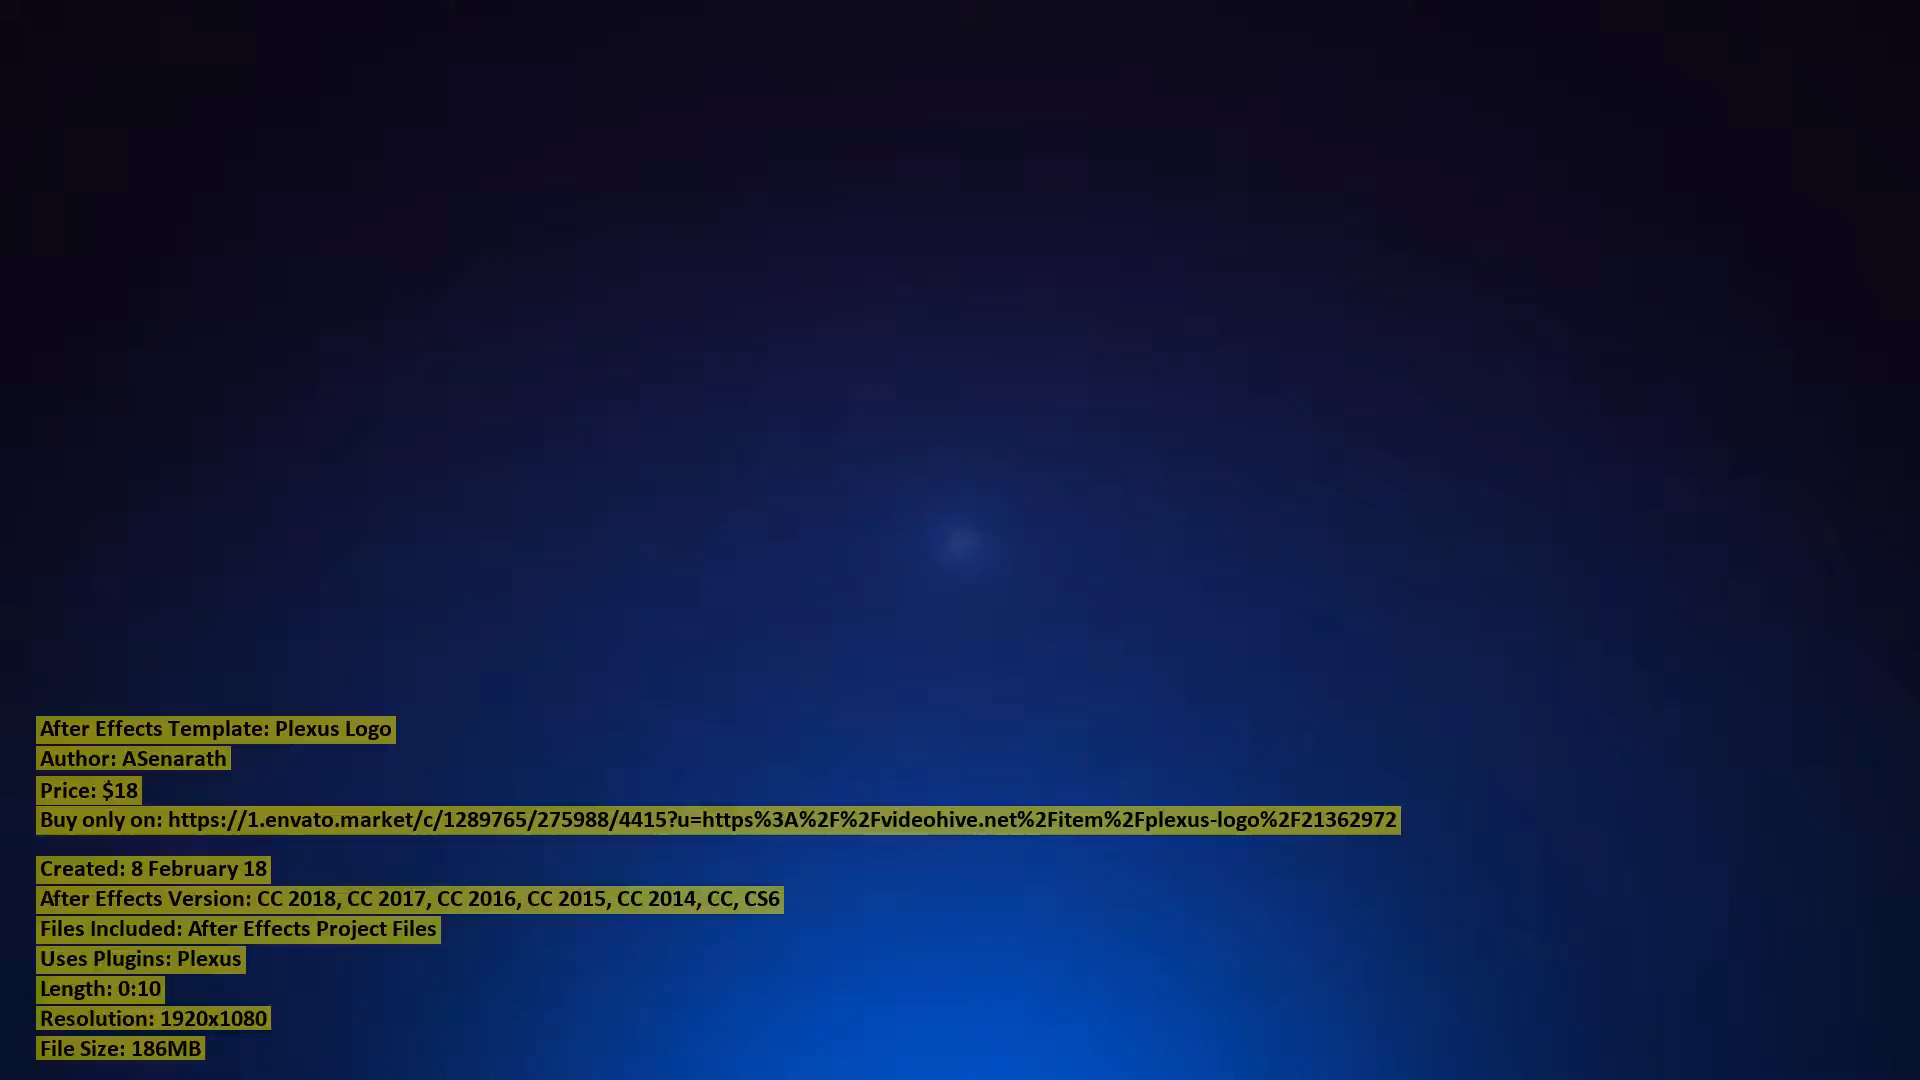 After Effects Template: Plexus Logo
Author: ASenarath
Price: $18
Buy only on: https://1.envato.market/c/1289765/275988/4415?u=https%3A%2F%2Fvideohive.net%2Fitem%2Fplexus-logo%2F21362972
Created: 8 February 18
After Effects Version: CC 2018, CC 2017, CC 2016, CC 2015, CC 2014, CC, CS6
Files Included: After Effects Project Files
Uses Plugins: Plexus
Length: 0:10
Resolution: 1920x1080
File Size: 186MB